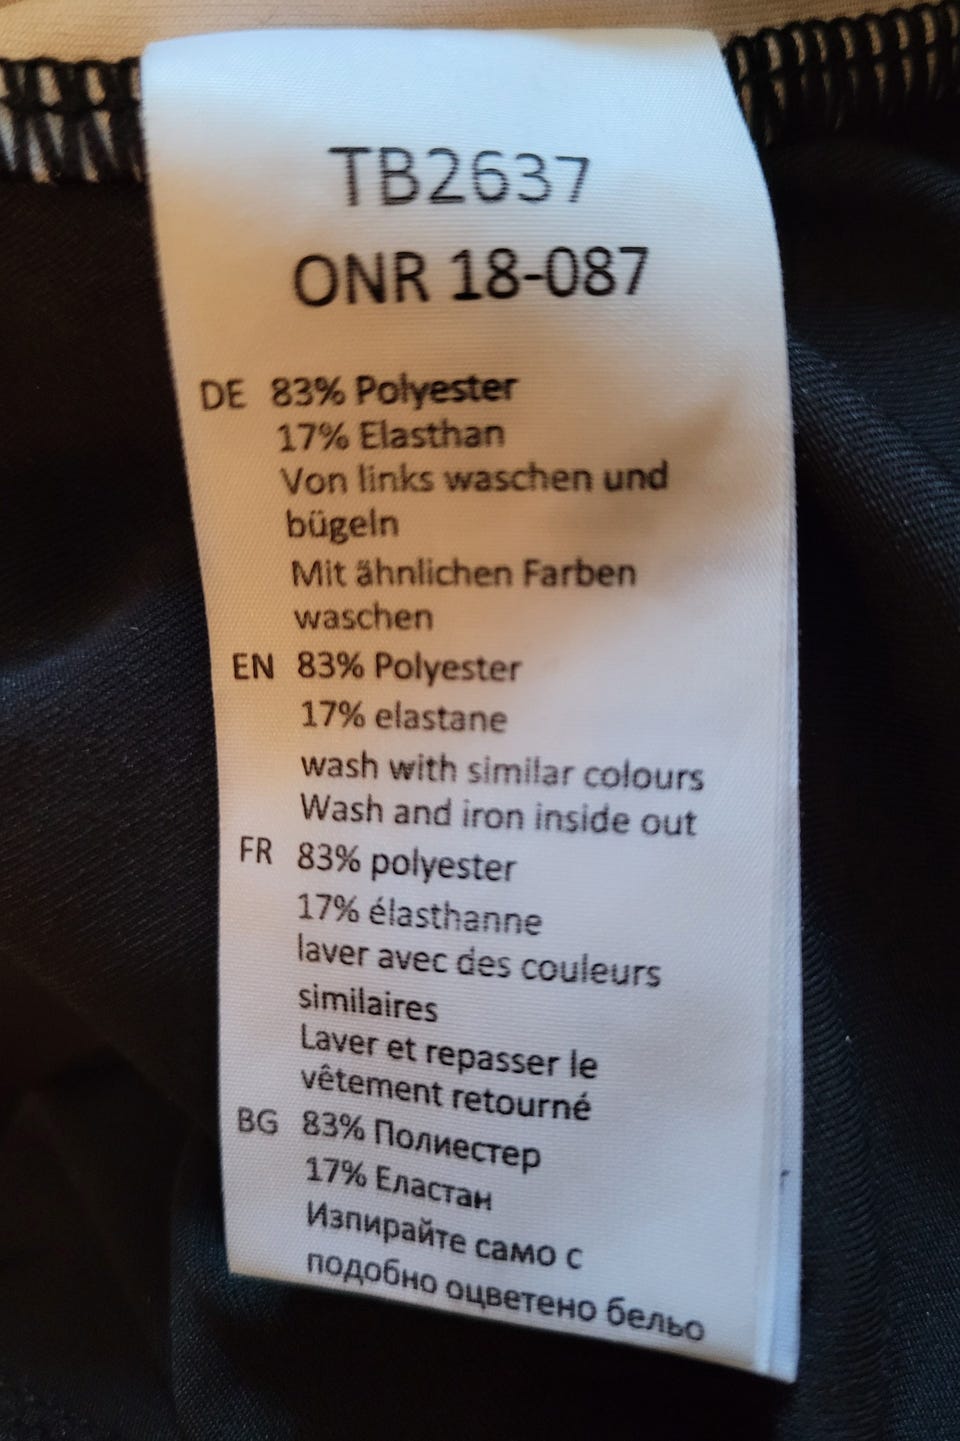 TB2637
ONR 18-087
DE 83% Polyester
17% Elasthan
Von links waschen und
bügeln
Mit ähnlichen Farben
waschen
EN 83% Polyester
17% elastane
wash with similar colours
Wash and iron inside out
FR 83% polyester
17% élasthanne
laver avec des couleurs
similaires
Laver et repasser le
vêtement retourné
BG 83% Полиестер
17% Еластан
Изпирайте само с
подобно оцветено бельо